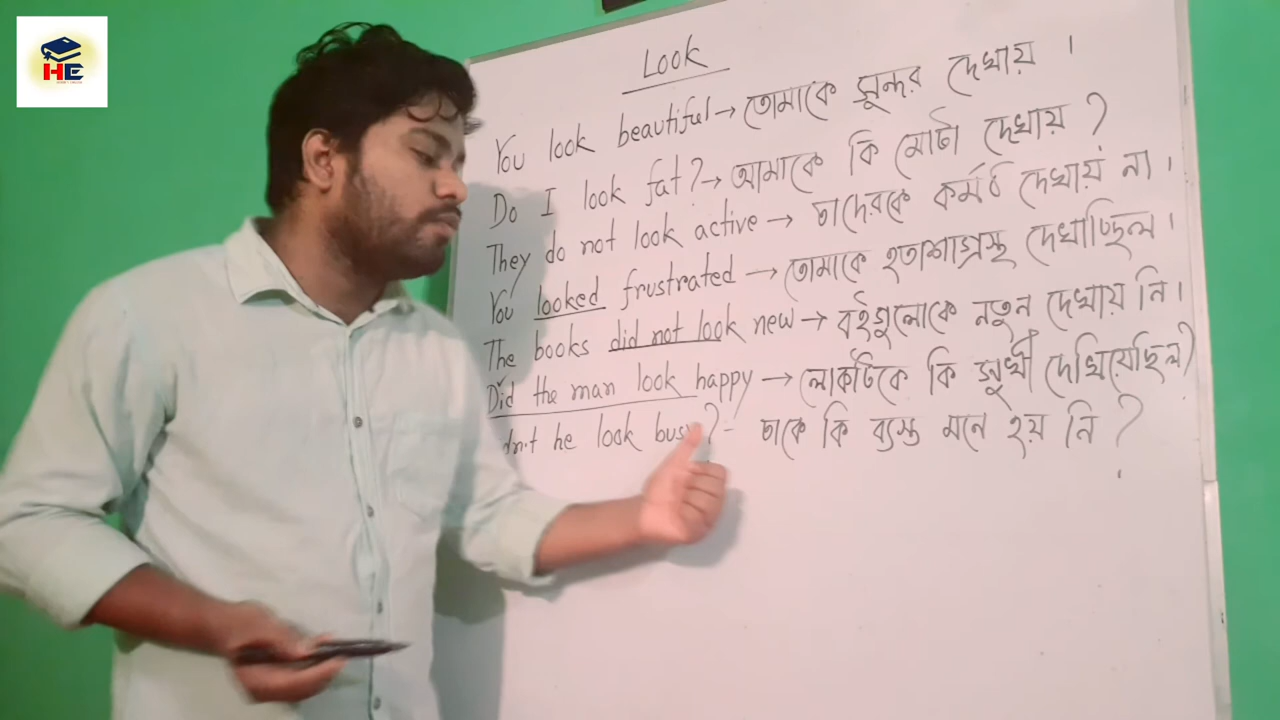 HE
Look
You look beautiful → তোমাকে সুন্দর দেখায় ।
Do I look fat? → আমাকে কি মোটা দেখায় ?
They do not look active → তাদেরকে কর্মঠ দেখায় না ।
You looked frustrated → তোমাকে হতাশাগ্রস্থ দেখাচ্ছিল ।
The books did not look new → বইগুলোকে নতুন দেখায় নি ।
Did the man look happy → লোকটিকে কি সুখী দেখিয়েছিল ?
he look busy? - তাকে কি ব্যস্ত মনে হয় নি ?